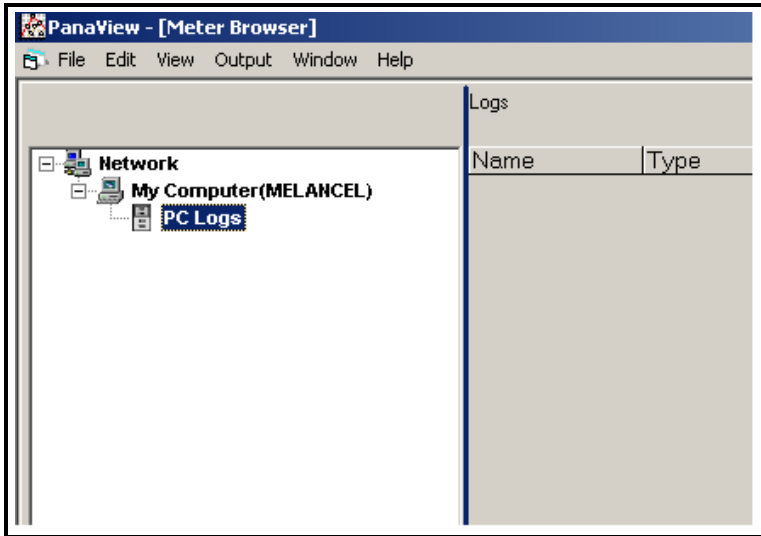 PanaView - [Meter Browser]
File Edit View Output Window Help
Logs
Name Type
Network
My Computer(MELANCEL)
PC Logs